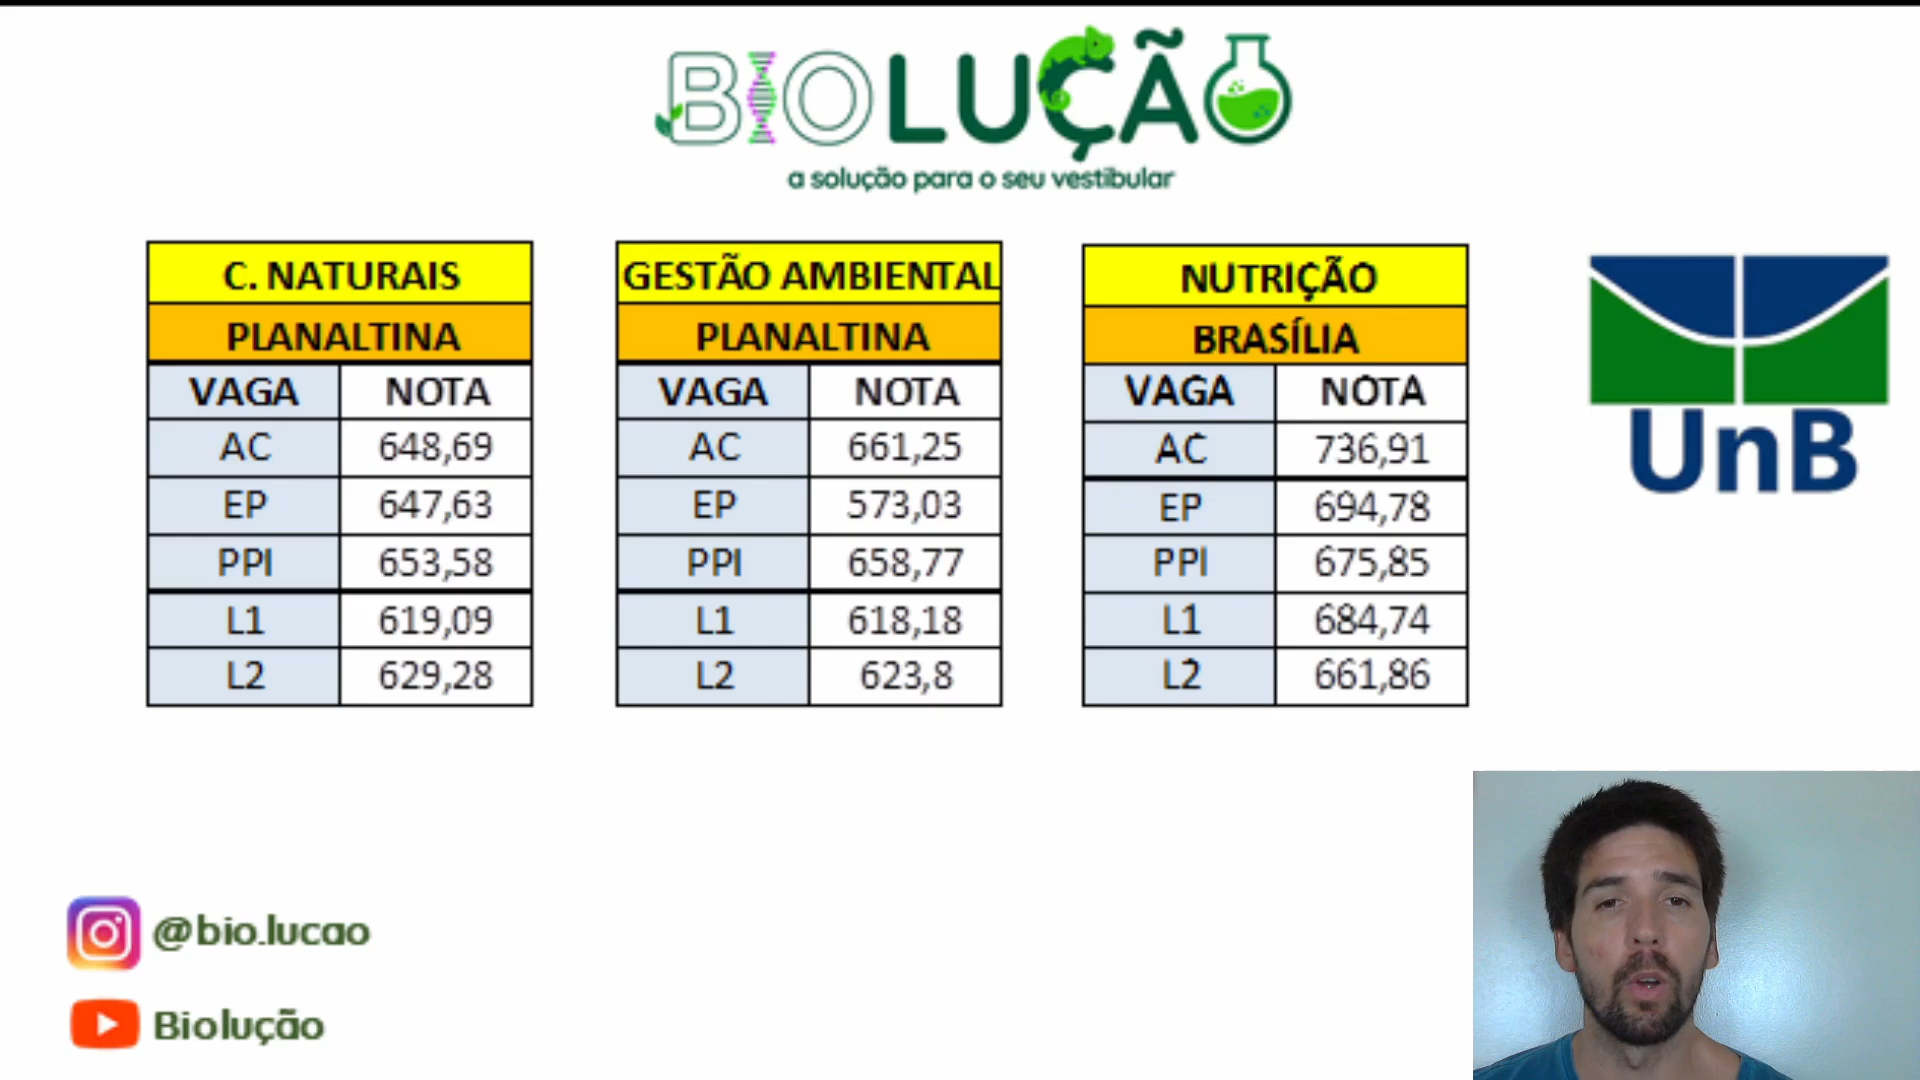 BIOLUÇÃO
a solução para o seu vestibular
C. NATURAIS
PLANALTINA
VAGA NOTA
AC 648,69
EP 647,63
PPI 653,58
L1 619,09
L2 629,28
GESTÃO AMBIENTAL
PLANALTINA
VAGA NOTA
AC 661,25
EP 573,03
PPI 658,77
L1 618,18
L2 623,8
NUTRIÇÃO
BRASÍLIA
VAGA NOTA
AC 736,91
EP 694,78
PPI 675,85
L1 684,74
L2 661,86
UnB
@bio.lucao
Biolução